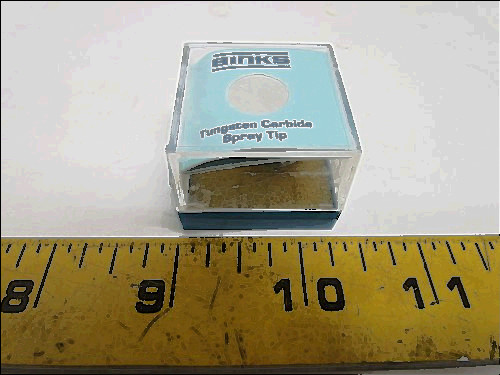 BINKS
Tungsten Carbide
Spray Tip
8 9 10 11